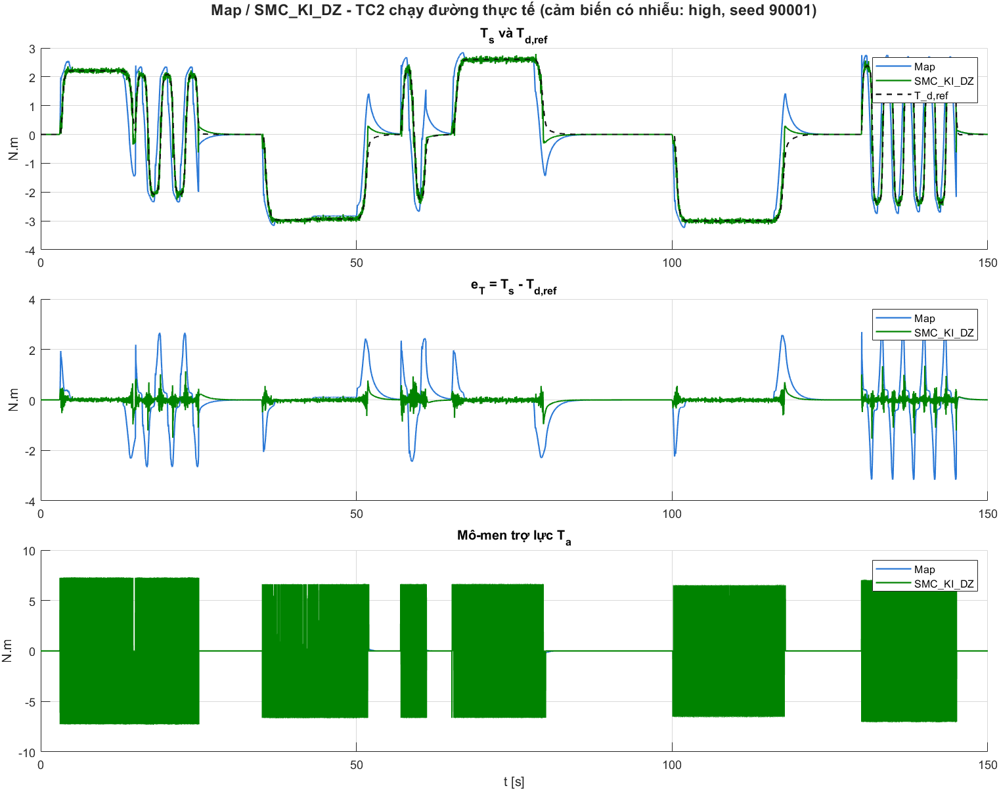 Map / SMC_KI_DZ - TC2 chạy đường thực tế (cảm biến có nhiễu: high, seed 90001)
T_s và T_d,ref
3
2
1
0
-1
-2
-3
-4
N.m
0
50
100
150
Map
SMC_KI_DZ
T_d,ref
e_T = T_s - T_d,ref
4
2
0
-2
-4
N.m
0
50
100
150
Map
SMC_KI_DZ
Mô-men trợ lực T_a
10
5
0
-5
-10
N.m
0
50
100
150
Map
SMC_KI_DZ
t [s]